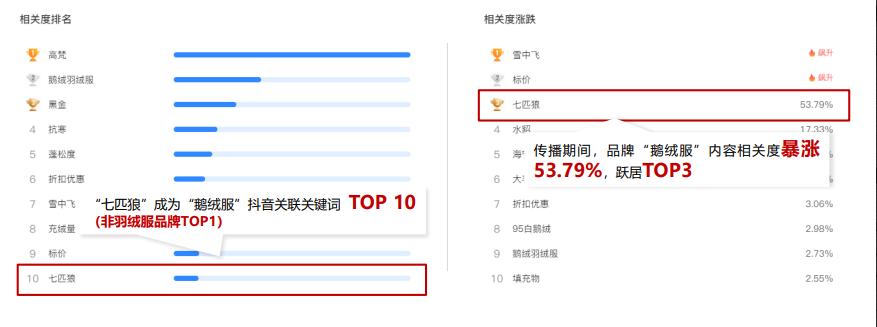 相关度排名
高梵
鹅绒羽绒服
黑金
4 抗寒
5 蓬松度
6 折扣优惠
7 雪中飞
8 充绒量
9 标价
10 七匹狼
“七匹狼”成为“鹅绒服”抖音关联关键词 TOP 10
(非羽绒服品牌TOP1)
相关度涨跌
雪中飞 飙升
标价 飙升
七匹狼 53.79%
4 水貂 17.33%
5
6
7 折扣优惠 3.06%
8 95白鹅绒 2.98%
9 鹅绒羽绒服 2.73%
10 填充物 2.55%
传播期间，品牌“鹅绒服”内容相关度暴涨
53.79%，跃居TOP3